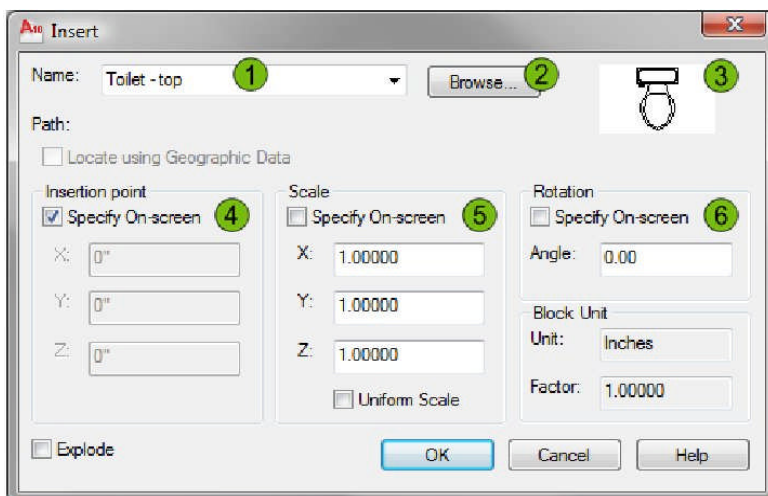 A10 Insert
Name: Toilet - top 1 Browse... 2 3
Path:
Locate using Geographic Data
Insertion point Scale Rotation
Specify On-screen 4 Specify On-screen 5 Specify On-screen 6
X: 0" X: 1.00000 Angle: 0.00
Y: 0" Y: 1.00000 Block Unit
Z: 0" Z: 1.00000 Unit: Inches
Uniform Scale Factor: 1.00000
Explode OK Cancel Help